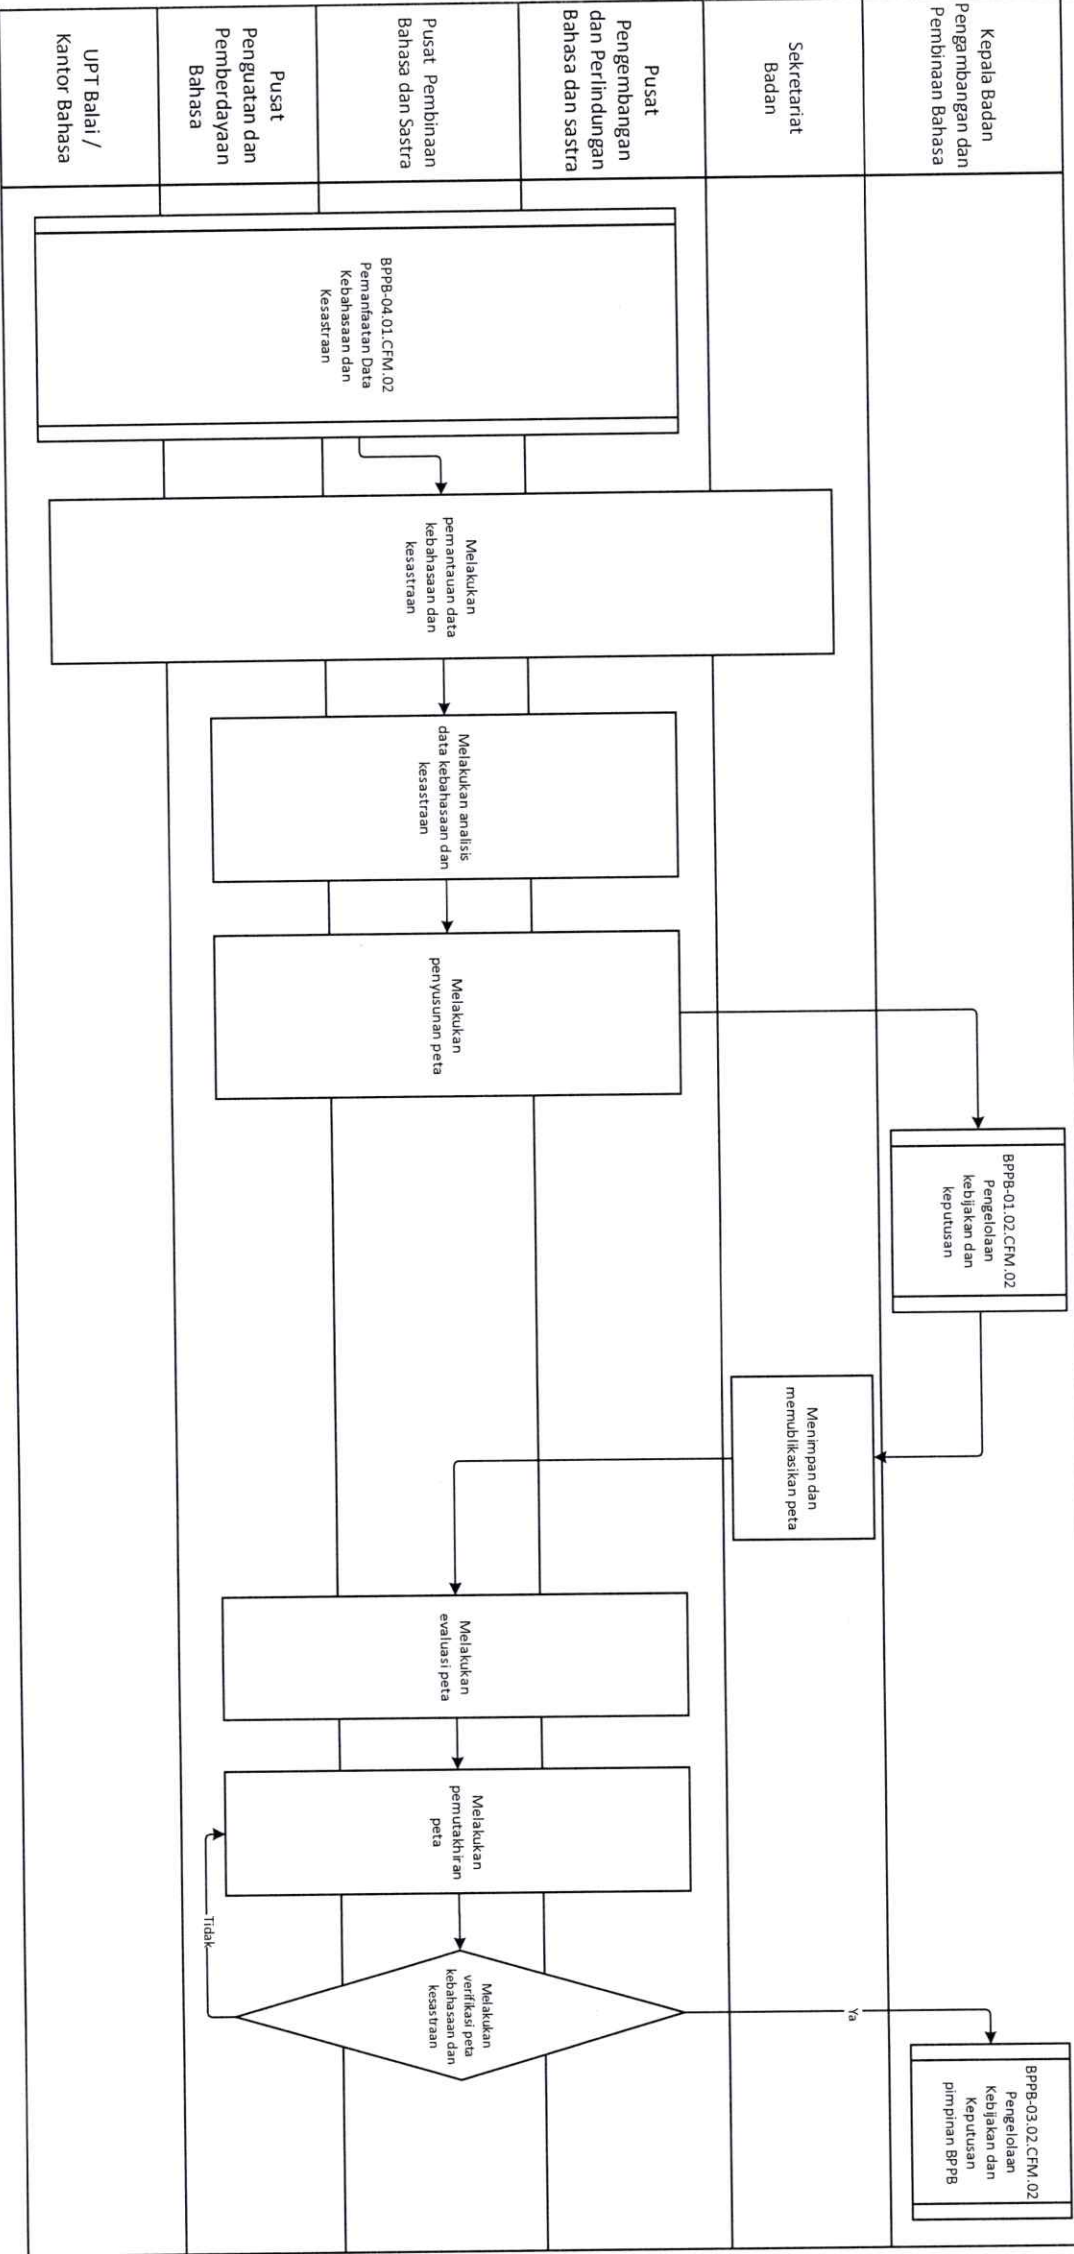 Kepala Badan
Pengambangan dan
Pembinaan Bahasa
Sekretariat
Badan
Pusat
Pengembangan
dan Perlindungan
Bahasa dan sastra
Pusat Pembinaan
Bahasa dan Sastra
Pusat
Penguatan dan
Pemberdayaan
Bahasa
UPT Balai /
Kantor Bahasa
BPPB-04.01.CFM.02
Pemanfaatan Data
Kebahasaan dan
Kesastraan
Melakukan
pemantauan data
kebahasaan dan
kesastraan
Melakukan analisis
data kebahasaan dan
kesastraan
Melakukan
penyusunan peta
BPPB-01.02.CFM.02
Pengelolaan
kebijakan dan
keputusan
Menimpan dan
memublikasikan peta
Melakukan
evaluasi peta
Melakukan
pemutakhiran
peta
Tidak
Melakukan
verifikasi peta
kebahasaan dan
kesastraan
Ya
BPPB-03.02.CFM.02
Pengelolaan
Kebijakan dan
Keputusan
pimpinan BPPB